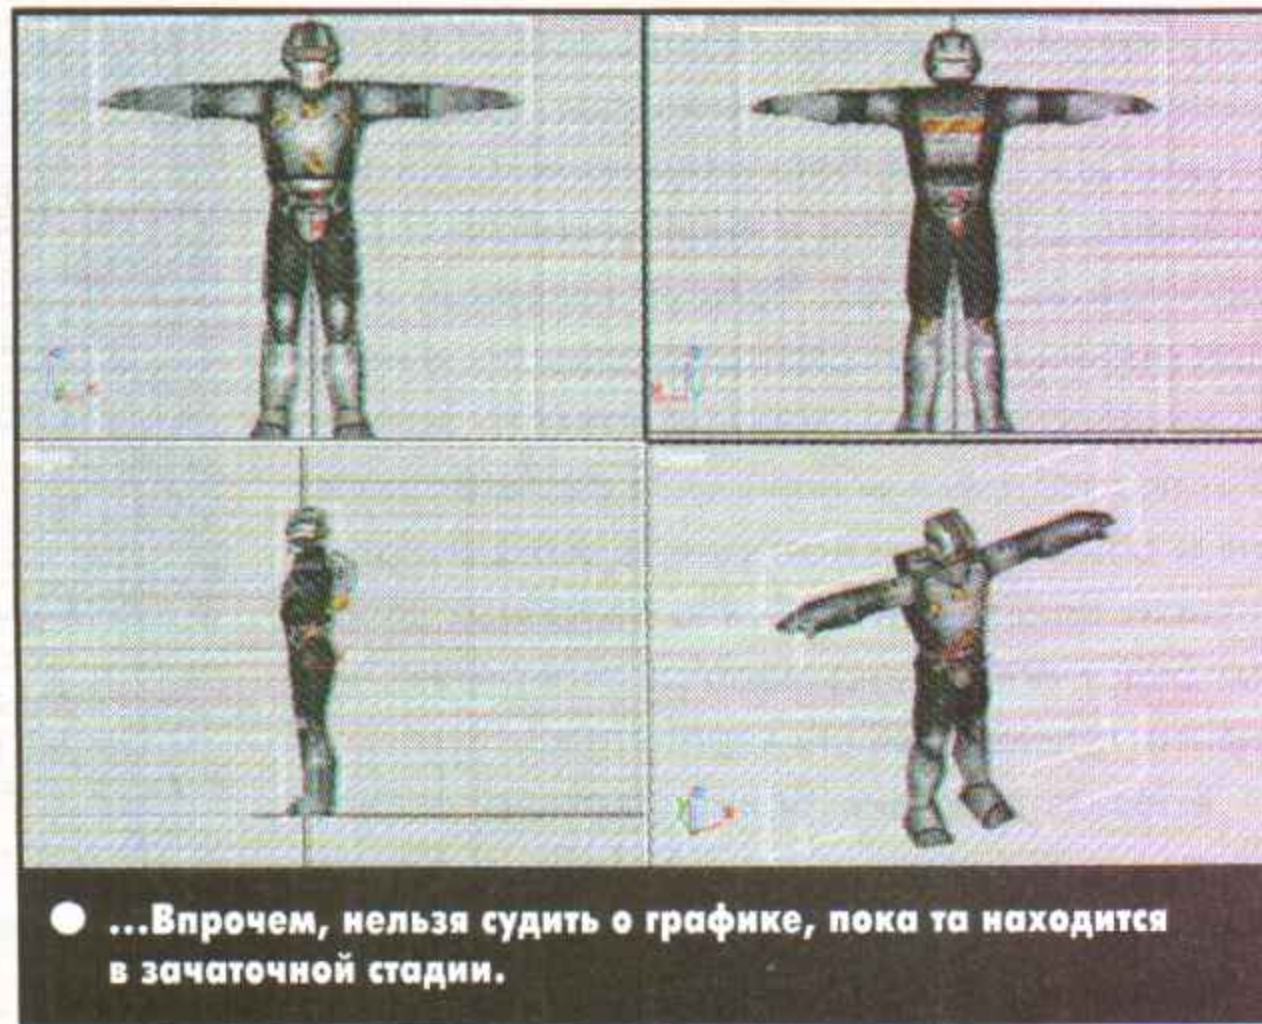 ● ...Впрочем, нельзя судить о графике, пока та находится
в зачаточной стадии.